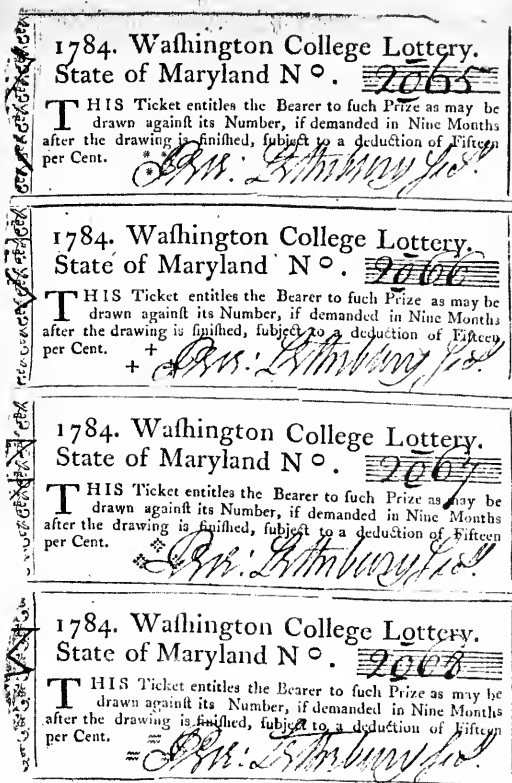 1784. Waſhington College Lottery.
State of Maryland Nº. 2065
THIS Ticket entitles the Bearer to ſuch Prize as may be
drawn againſt its Number, if demanded in Nine Months
after the drawing is finiſhed, ſubject to a deduction of Fifteen
per Cent.
1784. Waſhington College Lottery.
State of Maryland Nº. 2066
THIS Ticket entitles the Bearer to ſuch Prize as may be
drawn againſt its Number, if demanded in Nine Months
after the drawing is finiſhed, ſubject to a deduction of Fifteen
per Cent.
1784. Waſhington College Lottery.
State of Maryland Nº. 2067
THIS Ticket entitles the Bearer to ſuch Prize as may be
drawn againſt its Number, if demanded in Nine Months
after the drawing is finiſhed, ſubject to a deduction of Fifteen
per Cent.
1784. Waſhington College Lottery.
State of Maryland Nº. 2068
THIS Ticket entitles the Bearer to ſuch Prize as may be
drawn againſt its Number, if demanded in Nine Months
after the drawing is finiſhed, ſubject to a deduction of Fifteen
per Cent.